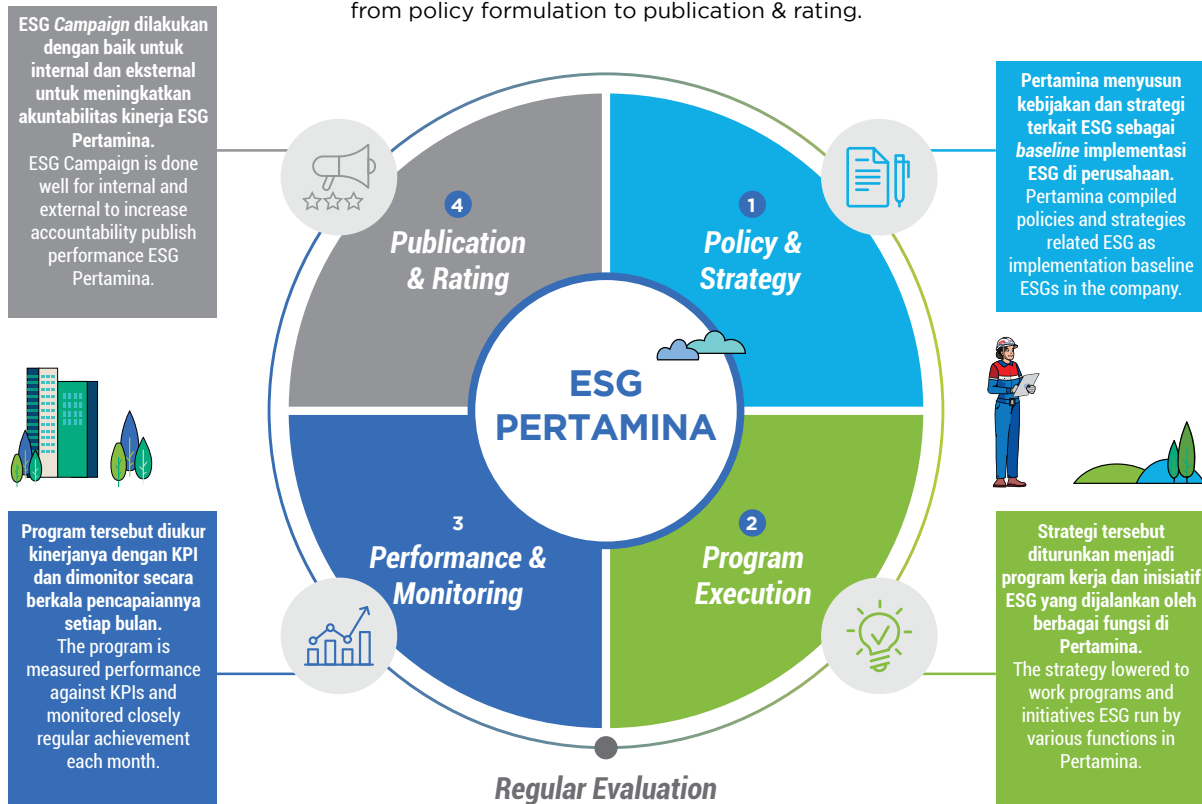 from policy formulation to publication & rating.
ESG Campaign dilakukan
dengan baik untuk
internal dan eksternal
untuk meningkatkan
akuntabilitas kinerja ESG
Pertamina.
ESG Campaign is done
well for internal and
external to increase
accountability publish
performance ESG
Pertamina.
Pertamina menyusun
kebijakan dan strategi
terkait ESG sebagai
baseline implementasi
ESG di perusahaan.
Pertamina compiled
policies and strategies
related ESG as
implementation baseline
ESGs in the company.
4
Publication
& Rating
1
Policy &
Strategy
ESG
PERTAMINA
3
Performance &
Monitoring
2
Program
Execution
Program tersebut diukur
kinerjanya dengan KPI
dan dimonitor secara
berkala pencapaiannya
setiap bulan.
The program is
measured performance
against KPIs and
monitored closely
regular achievement
each month.
Strategi tersebut
diturunkan menjadi
program kerja dan inisiatif
ESG yang dijalankan oleh
berbagai fungsi di
Pertamina.
The strategy lowered to
work programs and
initiatives ESG run by
various functions in
Pertamina.
Regular Evaluation